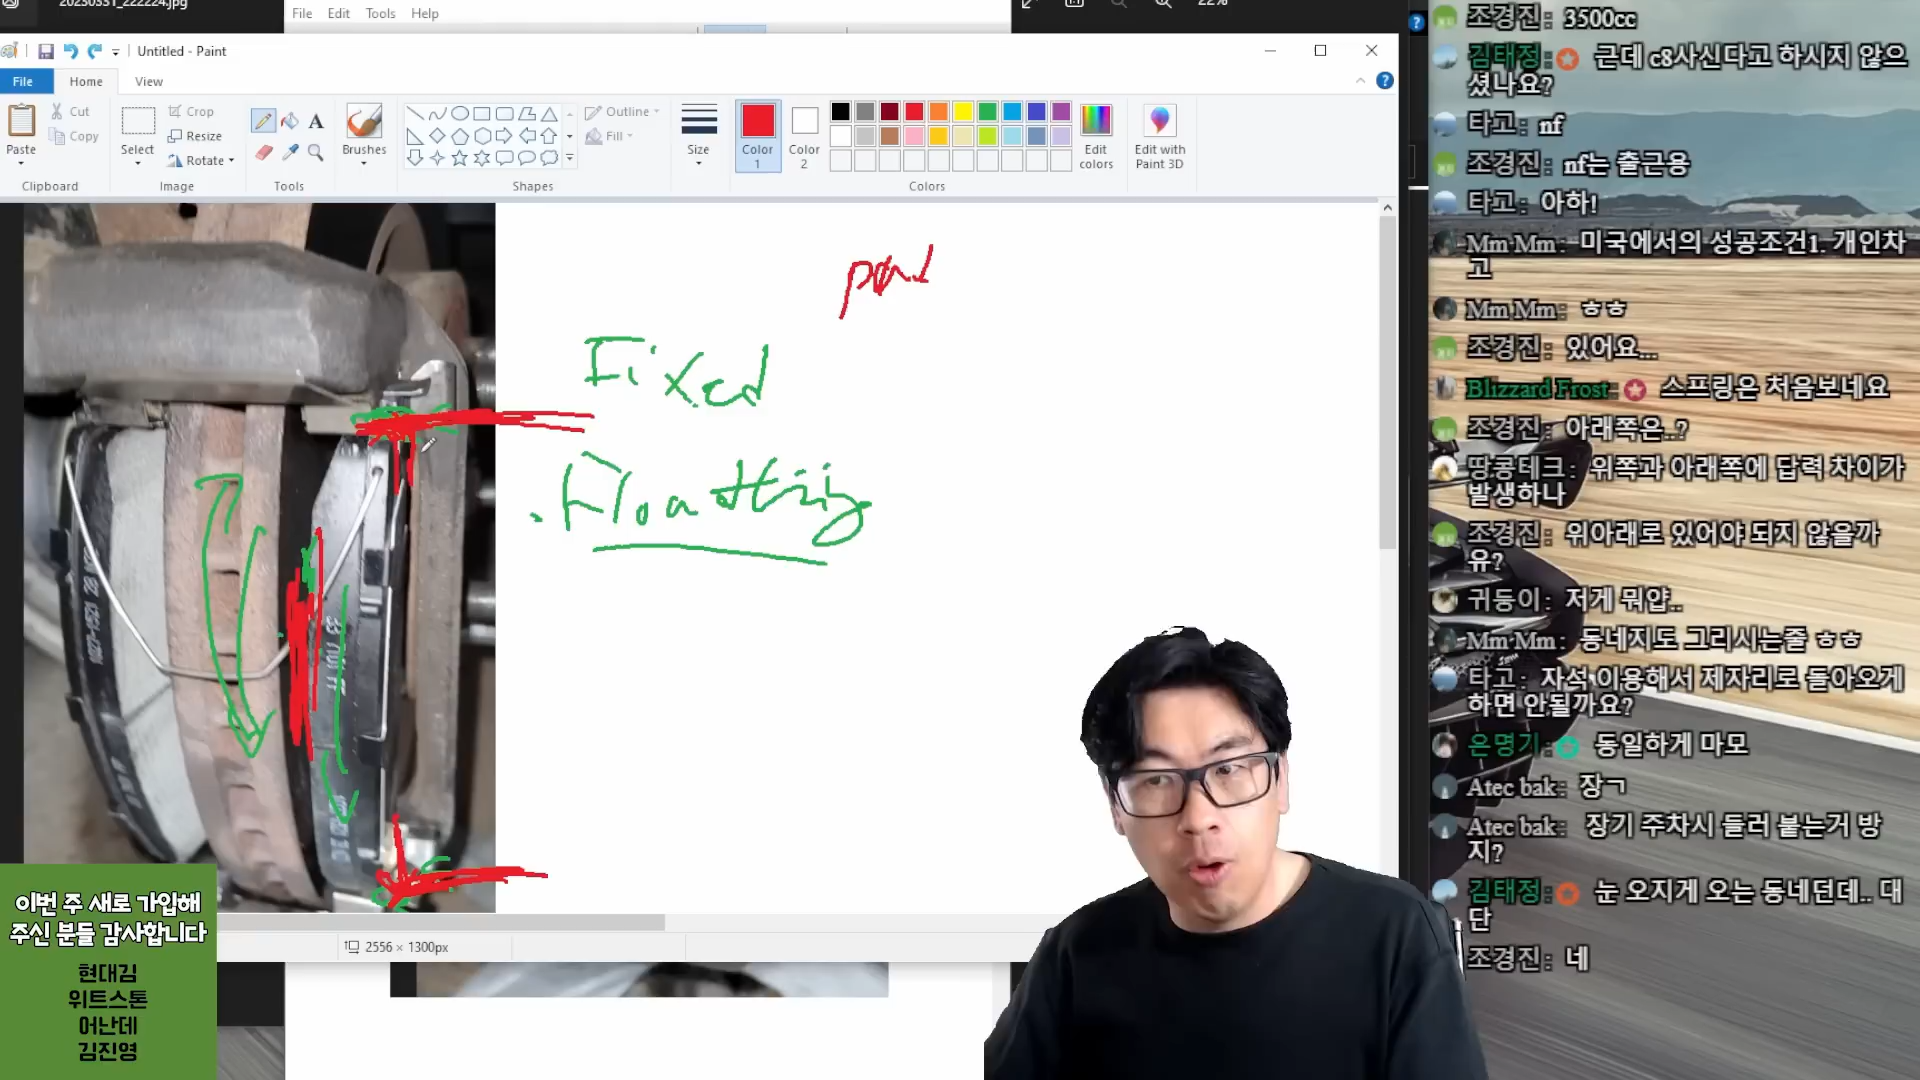 20230331_222224.jpg
File Edit Tools Help
22%
Untitled - Paint
File Home View
Paste
Cut
Copy
Select
Crop
Resize
Rotate
Brushes
Outline
Fill
Size
Color 1
Color 2
Edit colors
Edit with Paint 3D
Clipboard Image Tools Shapes Colors
pad
Fixed
Floatting
2556 × 1300px
이번 주 새로 가입해
주신 분들 감사합니다
현대김
위트스톤
어난데
김진영
조경진: 3500cc
김태정: 근데 c8사신다고 하시지 않으
셨나요?
타고: nf
조경진: nf는 출근용
타고: 아하!
Mm Mm: 미국에서의 성공조건1. 개인차
고
Mm Mm: ㅎㅎ
조경진: 있어요...
Blizzard Frost: 스프링은 처음보네요
조경진: 아래쪽은..?
땅콩테크: 위쪽과 아래쪽에 답력 차이가
발생하나
조경진: 위아래로 있어야 되지 않을까
유?
귀둥이: 저게 뭐얍..
Mm Mm: 동네지도 그리시는줄 ㅎㅎ
타고: 자석 이용해서 제자리로 돌아오게
하면 안될까요?
은명기: 동일하게 마모
Atec bak: 장ㄱ
Atec bak: 장기 주차시 들러 붙는거 방
지?
김태정: 눈 오지게 오는 동네던데.. 대
단
조경진: 네